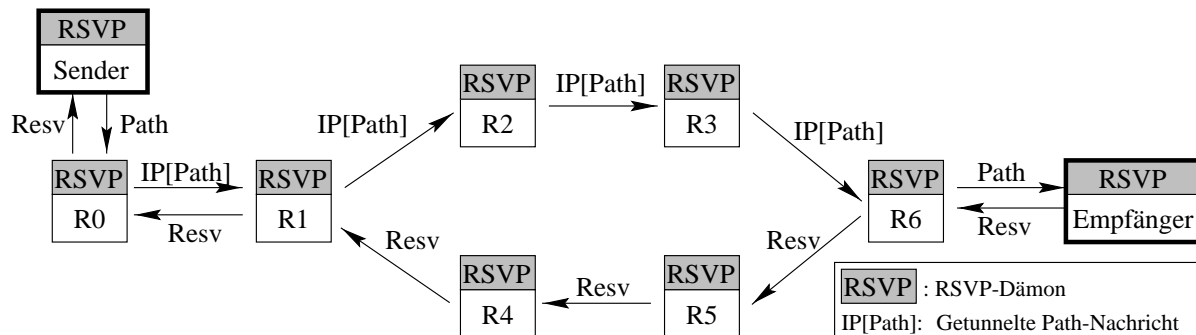 RSVP
Sender
Resv
Path
RSVP
R0
IP[Path]
Resv
RSVP
R1
IP[Path]
RSVP
R2
IP[Path]
RSVP
R3
IP[Path]
RSVP
R6
Path
Resv
RSVP
Empfänger
Resv
RSVP
R4
Resv
RSVP
R5
Resv
RSVP : RSVP-Dämon
IP[Path]: Getunnelte Path-Nachricht